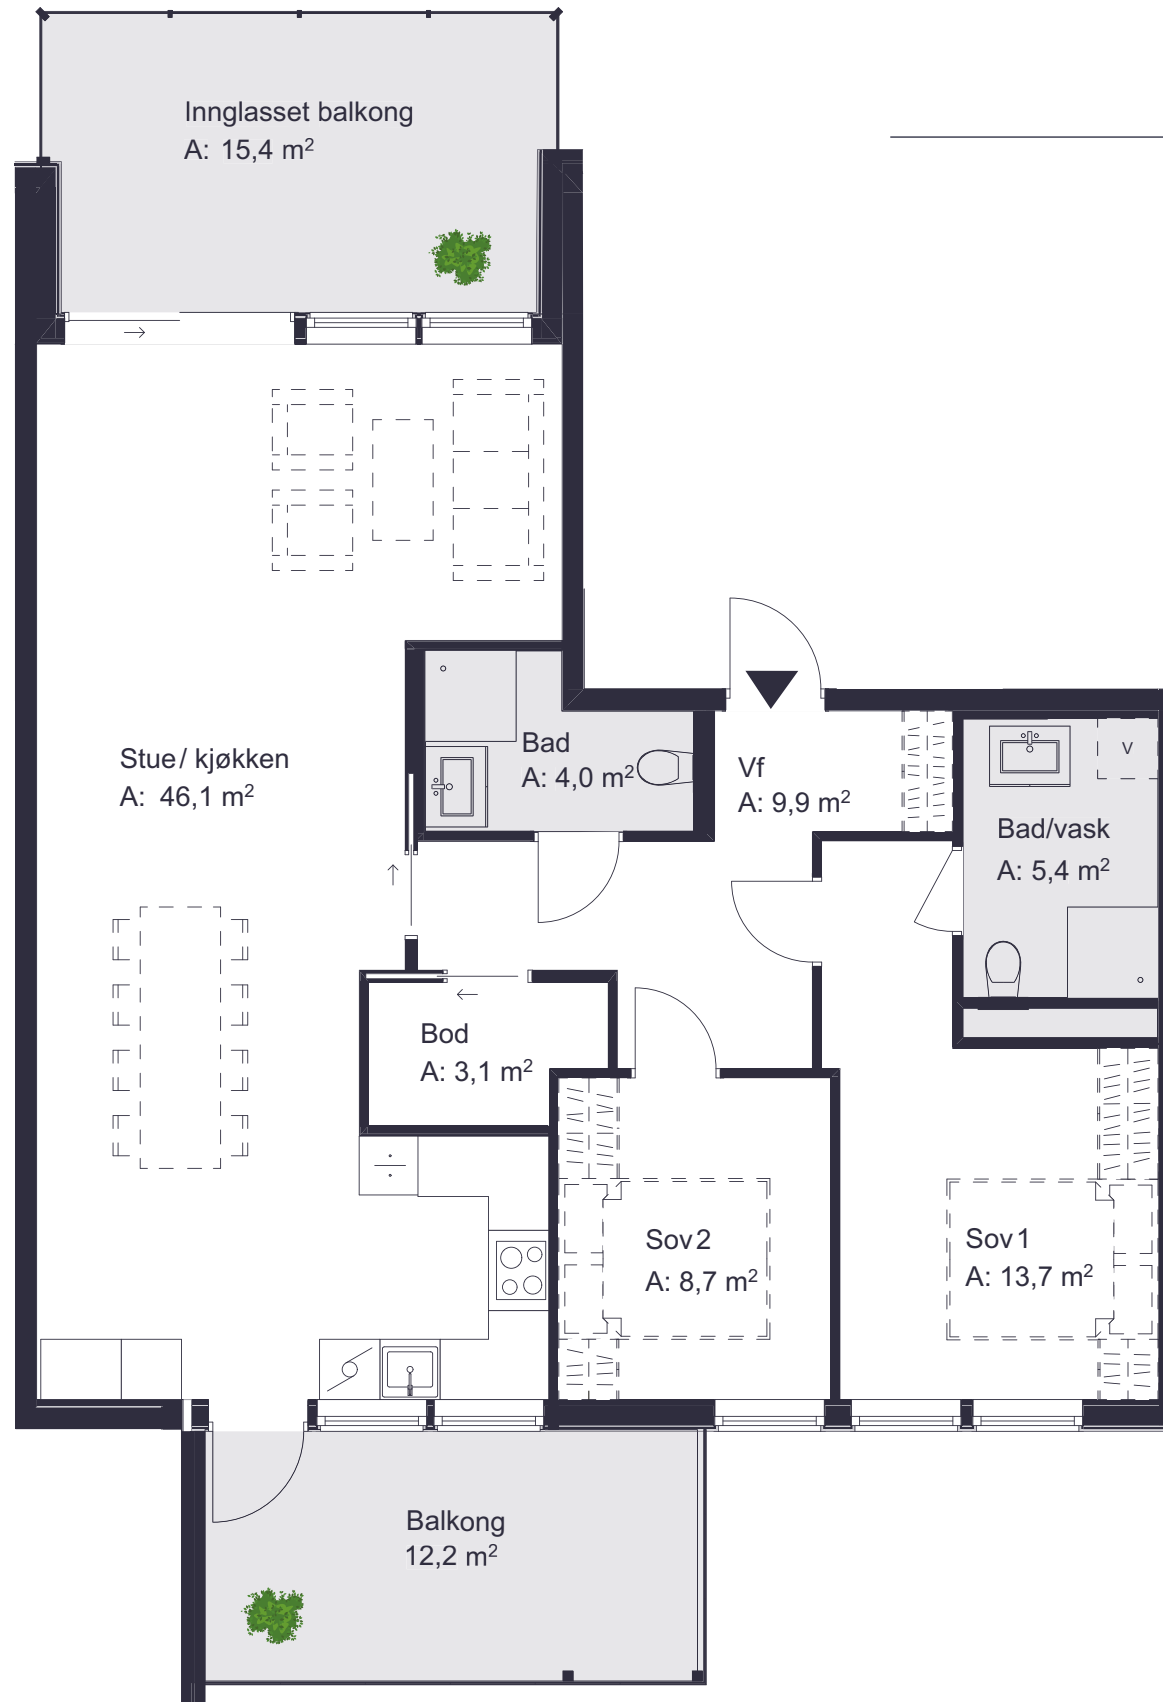 Innglasset balkong
A: 15,4 m²
Stue/ kjøkken
A: 46,1 m²
Bad
A: 4,0 m²
Vf
A: 9,9 m²
V
Bad/vask
A: 5,4 m²
Bod
A: 3,1 m²
Sov 2
A: 8,7 m²
Sov 1
A: 13,7 m²
Balkong
12,2 m²